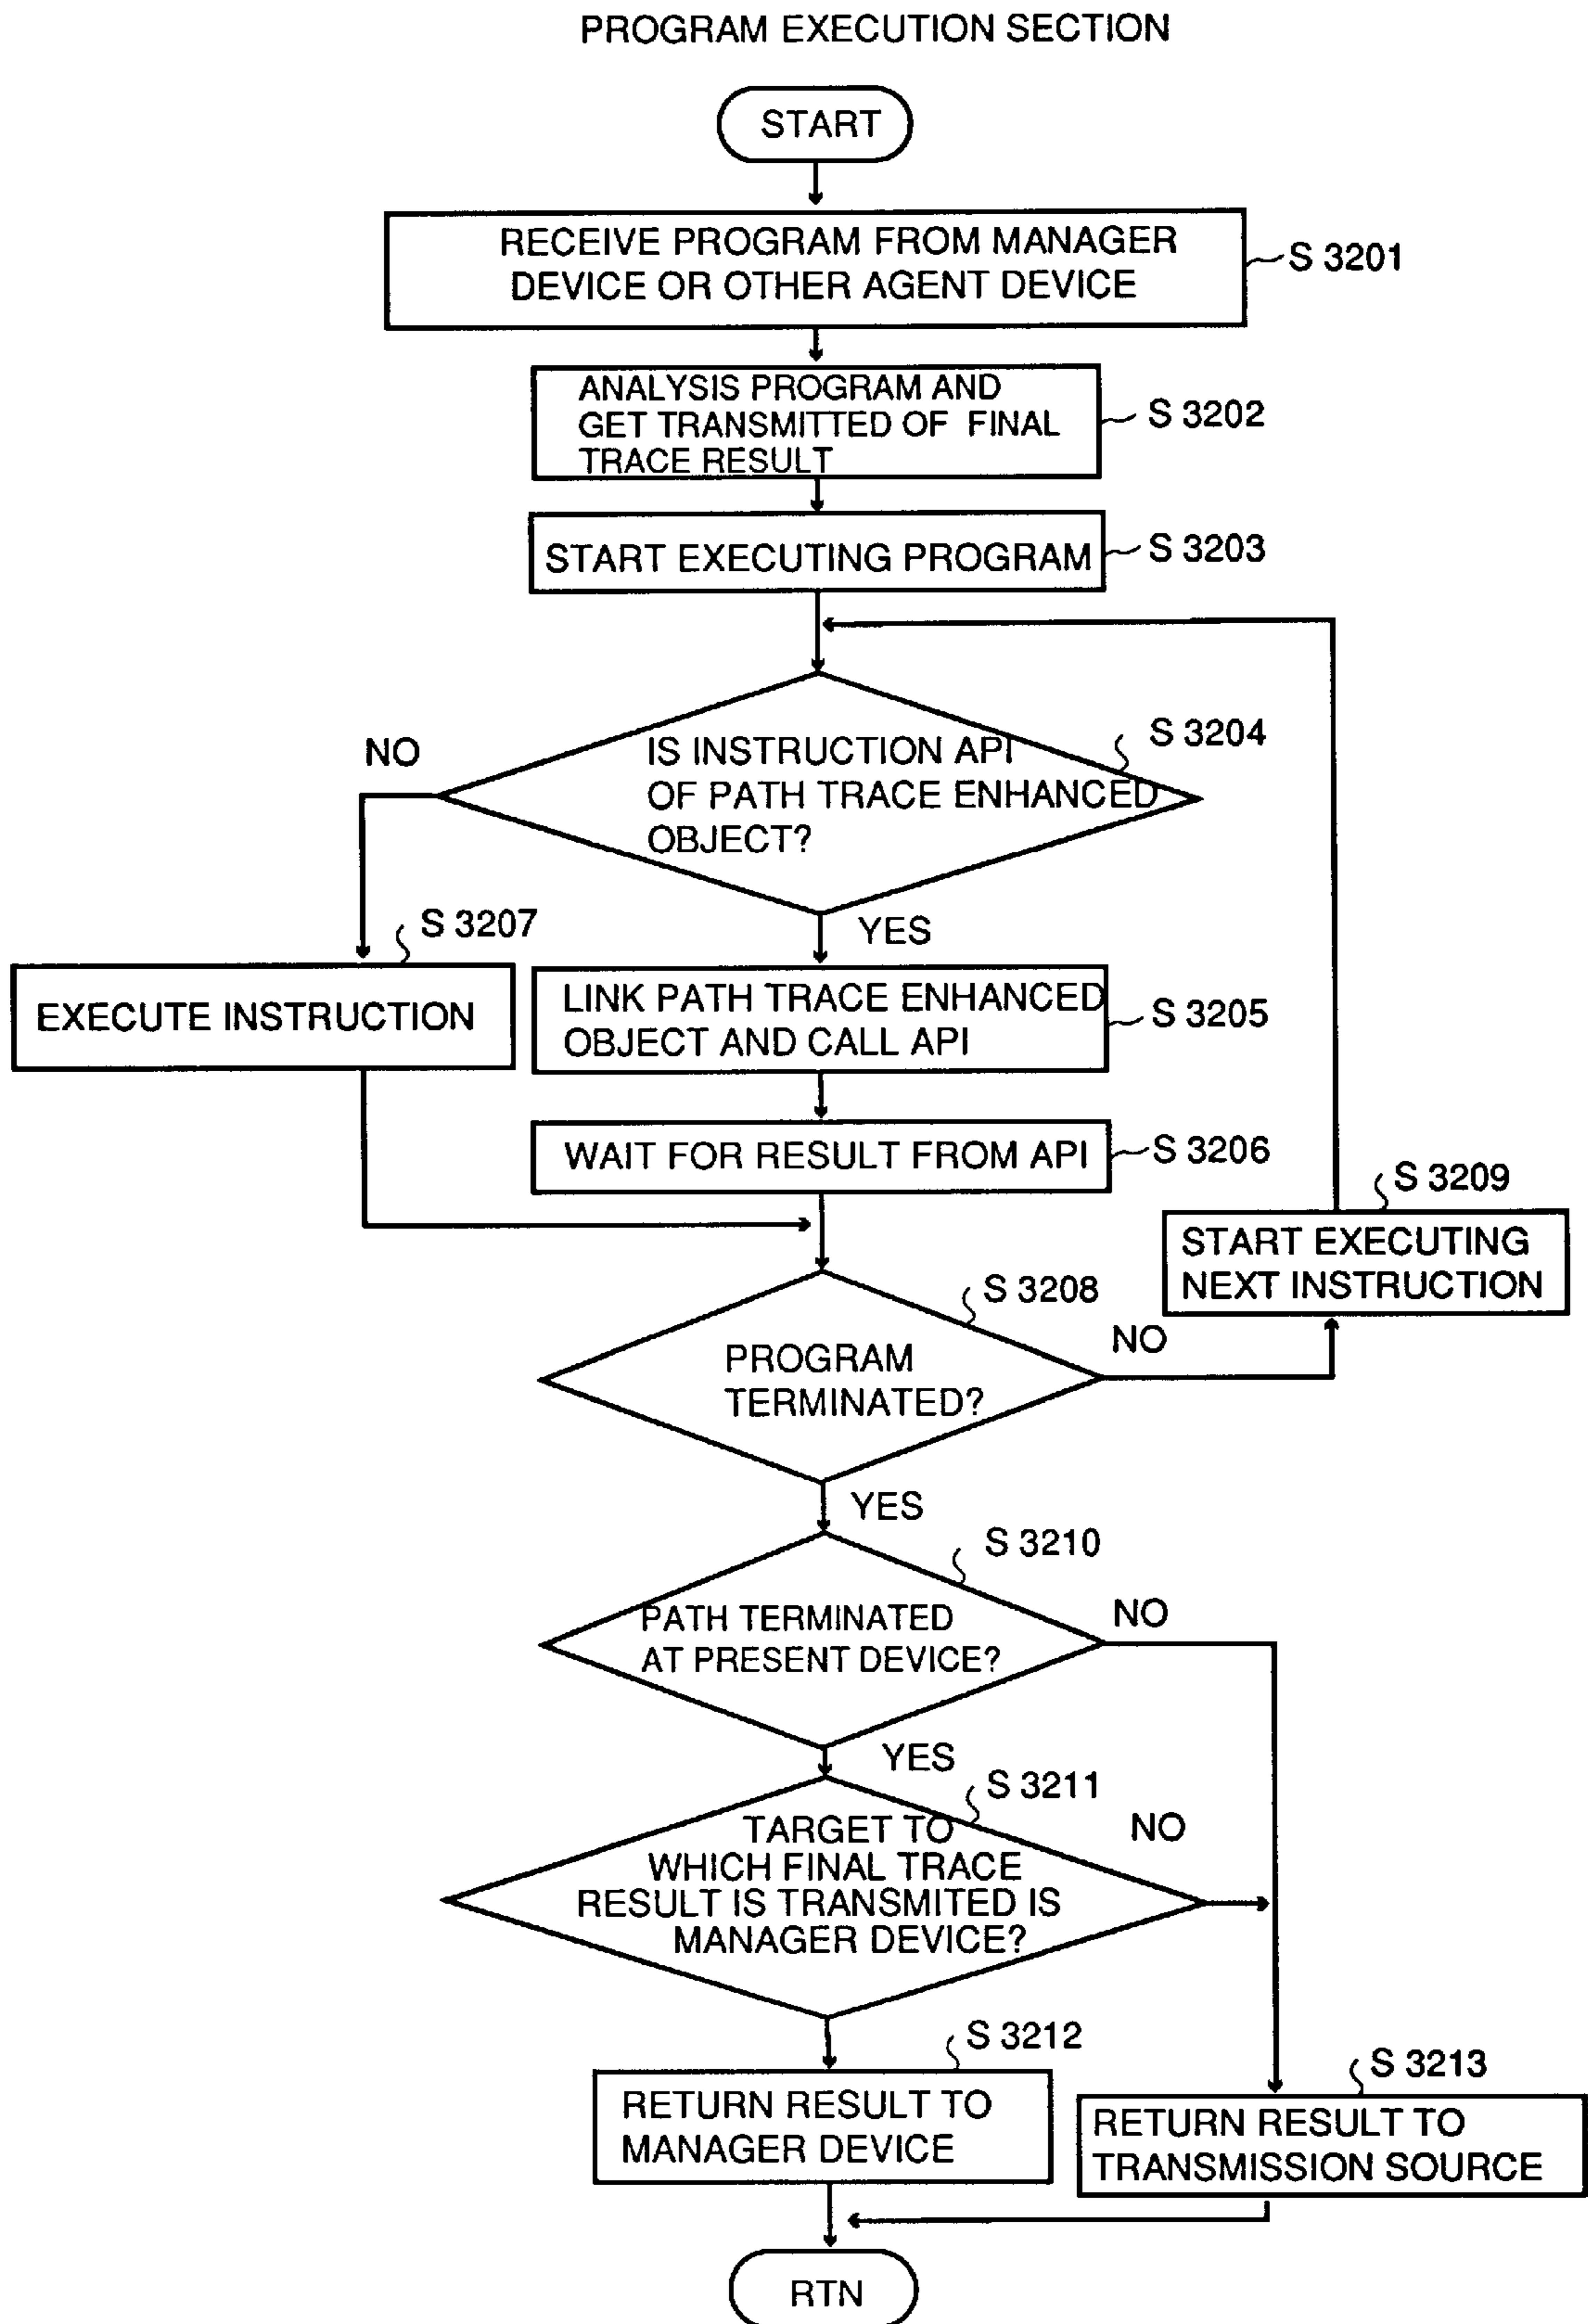 PROGRAM EXECUTION SECTION
START
RECEIVE PROGRAM FROM MANAGER
DEVICE OR OTHER AGENT DEVICE
S 3201
ANALYSIS PROGRAM AND
GET TRANSMITTED OF FINAL
TRACE RESULT
S 3202
START EXECUTING PROGRAM
S 3203
S 3204
NO
IS INSTRUCTION API
OF PATH TRACE ENHANCED
OBJECT?
YES
S 3207
EXECUTE INSTRUCTION
LINK PATH TRACE ENHANCED
OBJECT AND CALL API
S 3205
WAIT FOR RESULT FROM API
S 3206
S 3209
START EXECUTING
NEXT INSTRUCTION
S 3208
NO
PROGRAM
TERMINATED?
YES
S 3210
NO
PATH TERMINATED
AT PRESENT DEVICE?
YES
S 3211
NO
TARGET TO
WHICH FINAL TRACE
RESULT IS TRANSMITED IS
MANAGER DEVICE?
S 3212
RETURN RESULT TO
MANAGER DEVICE
S 3213
RETURN RESULT TO
TRANSMISSION SOURCE
RTN